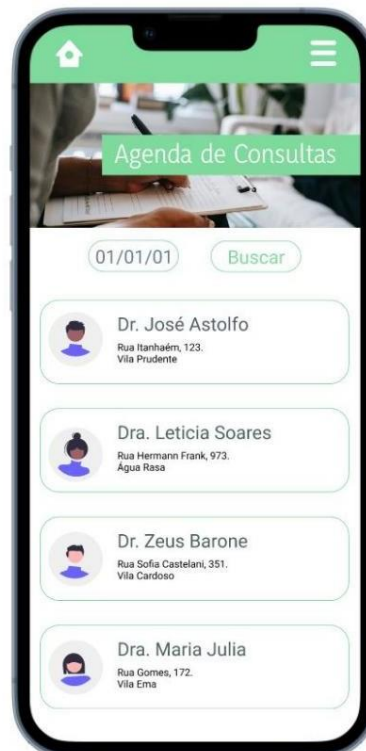 Agenda de Consultas
01/01/01
Buscar
Dr. José Astolfo
Rua Itanhaém, 123.
Vila Prudente
Dra. Leticia Soares
Rua Hermann Frank, 973.
Água Rasa
Dr. Zeus Barone
Rua Sofia Castelani, 351.
Vila Cardoso
Dra. Maria Julia
Rua Gomes, 172.
Vila Ema